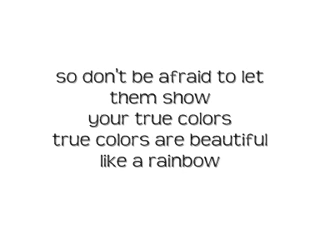 so don't be afraid to let
them show
your true colors
true colors are beautiful
like a rainbow